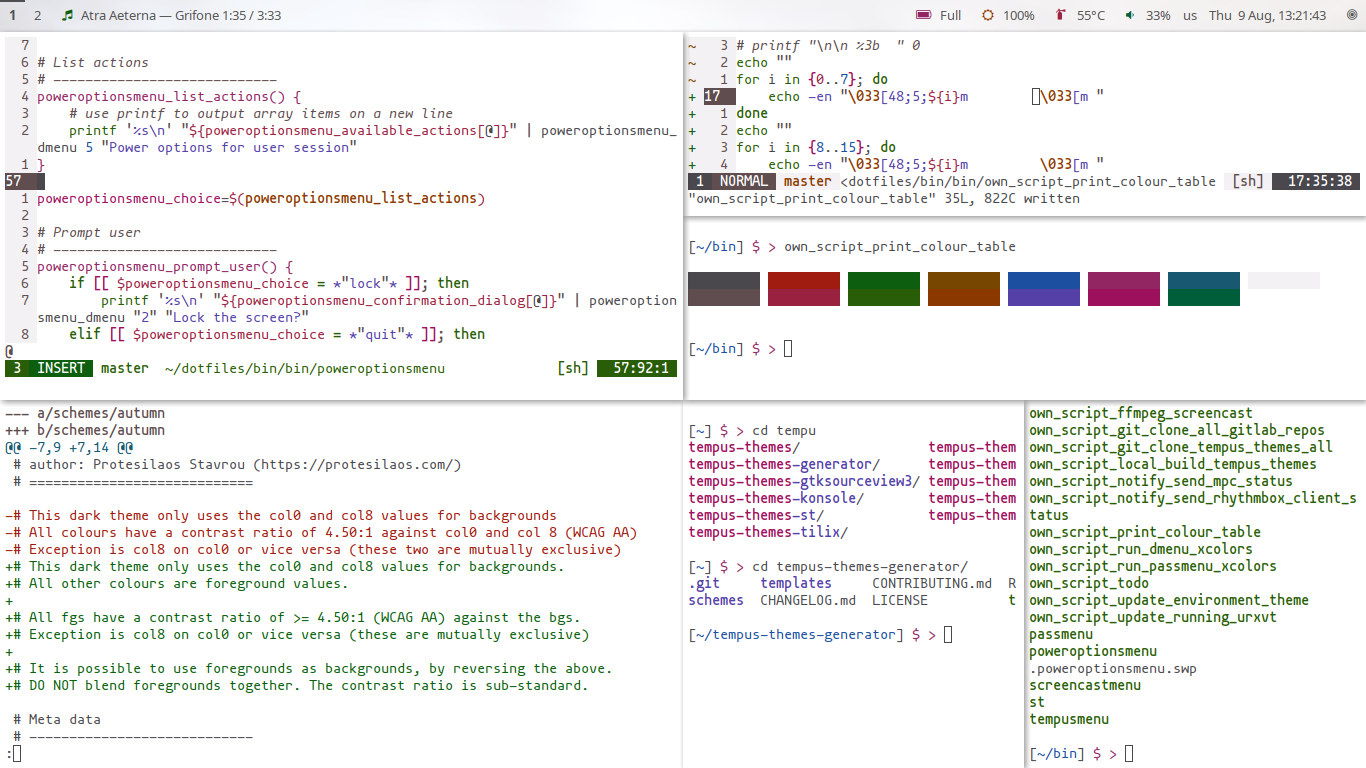 1 2 Atra Aeterna — Grifone 1:35 / 3:33 Full 100% 55°C 33% us Thu 9 Aug, 13:21:43
7
6 # List actions
5 # ----------------------------
4 poweroptionsmenu_list_actions() {
3     # use printf to output array items on a new line
2     printf '%s\n' "${poweroptionsmenu_available_actions[@]}" | poweroptionsmenu_
dmenu 5 "Power options for user session"
1 }
57
1 poweroptionsmenu_choice=$(poweroptionsmenu_list_actions)
2
3 # Prompt user
4 # ----------------------------
5 poweroptionsmenu_prompt_user() {
6     if [[ $poweroptionsmenu_choice = *"lock"* ]]; then
7         printf '%s\n' "${poweroptionsmenu_confirmation_dialog[@]}" | poweroption
smenu_dmenu "2" "Lock the screen?"
8     elif [[ $poweroptionsmenu_choice = *"quit"* ]]; then
@
3 INSERT master ~/dotfiles/bin/bin/poweroptionsmenu [sh] 57:92:1
~ 3 # printf "\n\n %3b  " 0
~ 2 echo ""
~ 1 for i in {0..7}; do
+ 17     echo -en "\033[48;5;${i}m        \033[m "
+ 1 done
+ 2 echo ""
+ 3 for i in {8..15}; do
+ 4     echo -en "\033[48;5;${i}m         \033[m "
1 NORMAL master <dotfiles/bin/bin/own_script_print_colour_table [sh] 17:35:38
"own_script_print_colour_table" 35L, 822C written
[~/bin] $ > own_script_print_colour_table
[~/bin] $ >
--- a/schemes/autumn
+++ b/schemes/autumn
@@ -7,9 +7,14 @@
 # author: Protesilaos Stavrou (https://protesilaos.com/)
 # ============================
-# This dark theme only uses the col0 and col8 values for backgrounds
-# All colours have a contrast ratio of 4.50:1 against col0 and col 8 (WCAG AA)
-# Exception is col8 on col0 or vice versa (these two are mutually exclusive)
+# This dark theme only uses the col0 and col8 values for backgrounds.
+# All other colours are foreground values.
+
+# All fgs have a contrast ratio of >= 4.50:1 (WCAG AA) against the bgs.
+# Exception is col8 on col0 or vice versa (these are mutually exclusive)
+
+# It is possible to use foregrounds as backgrounds, by reversing the above.
+# DO NOT blend foregrounds together. The contrast ratio is sub-standard.
 # Meta data
 # ----------------------------
:
[~] $ > cd tempu
tempus-themes/ tempus-them
tempus-themes-generator/ tempus-them
tempus-themes-gtksourceview3/ tempus-them
tempus-themes-konsole/ tempus-them
tempus-themes-st/ tempus-them
tempus-themes-tilix/
[~] $ > cd tempus-themes-generator/
.git templates CONTRIBUTING.md R
schemes CHANGELOG.md LICENSE t
[~/tempus-themes-generator] $ >
own_script_ffmpeg_screencast
own_script_git_clone_all_gitlab_repos
own_script_git_clone_tempus_themes_all
own_script_local_build_tempus_themes
own_script_notify_send_mpc_status
own_script_notify_send_rhythmbox_client_s
tatus
own_script_print_colour_table
own_script_run_dmenu_xcolors
own_script_run_passmenu_xcolors
own_script_todo
own_script_update_environment_theme
own_script_update_running_urxvt
passmenu
poweroptionsmenu
.poweroptionsmenu.swp
screencastmenu
st
tempusmenu
[~/bin] $ >